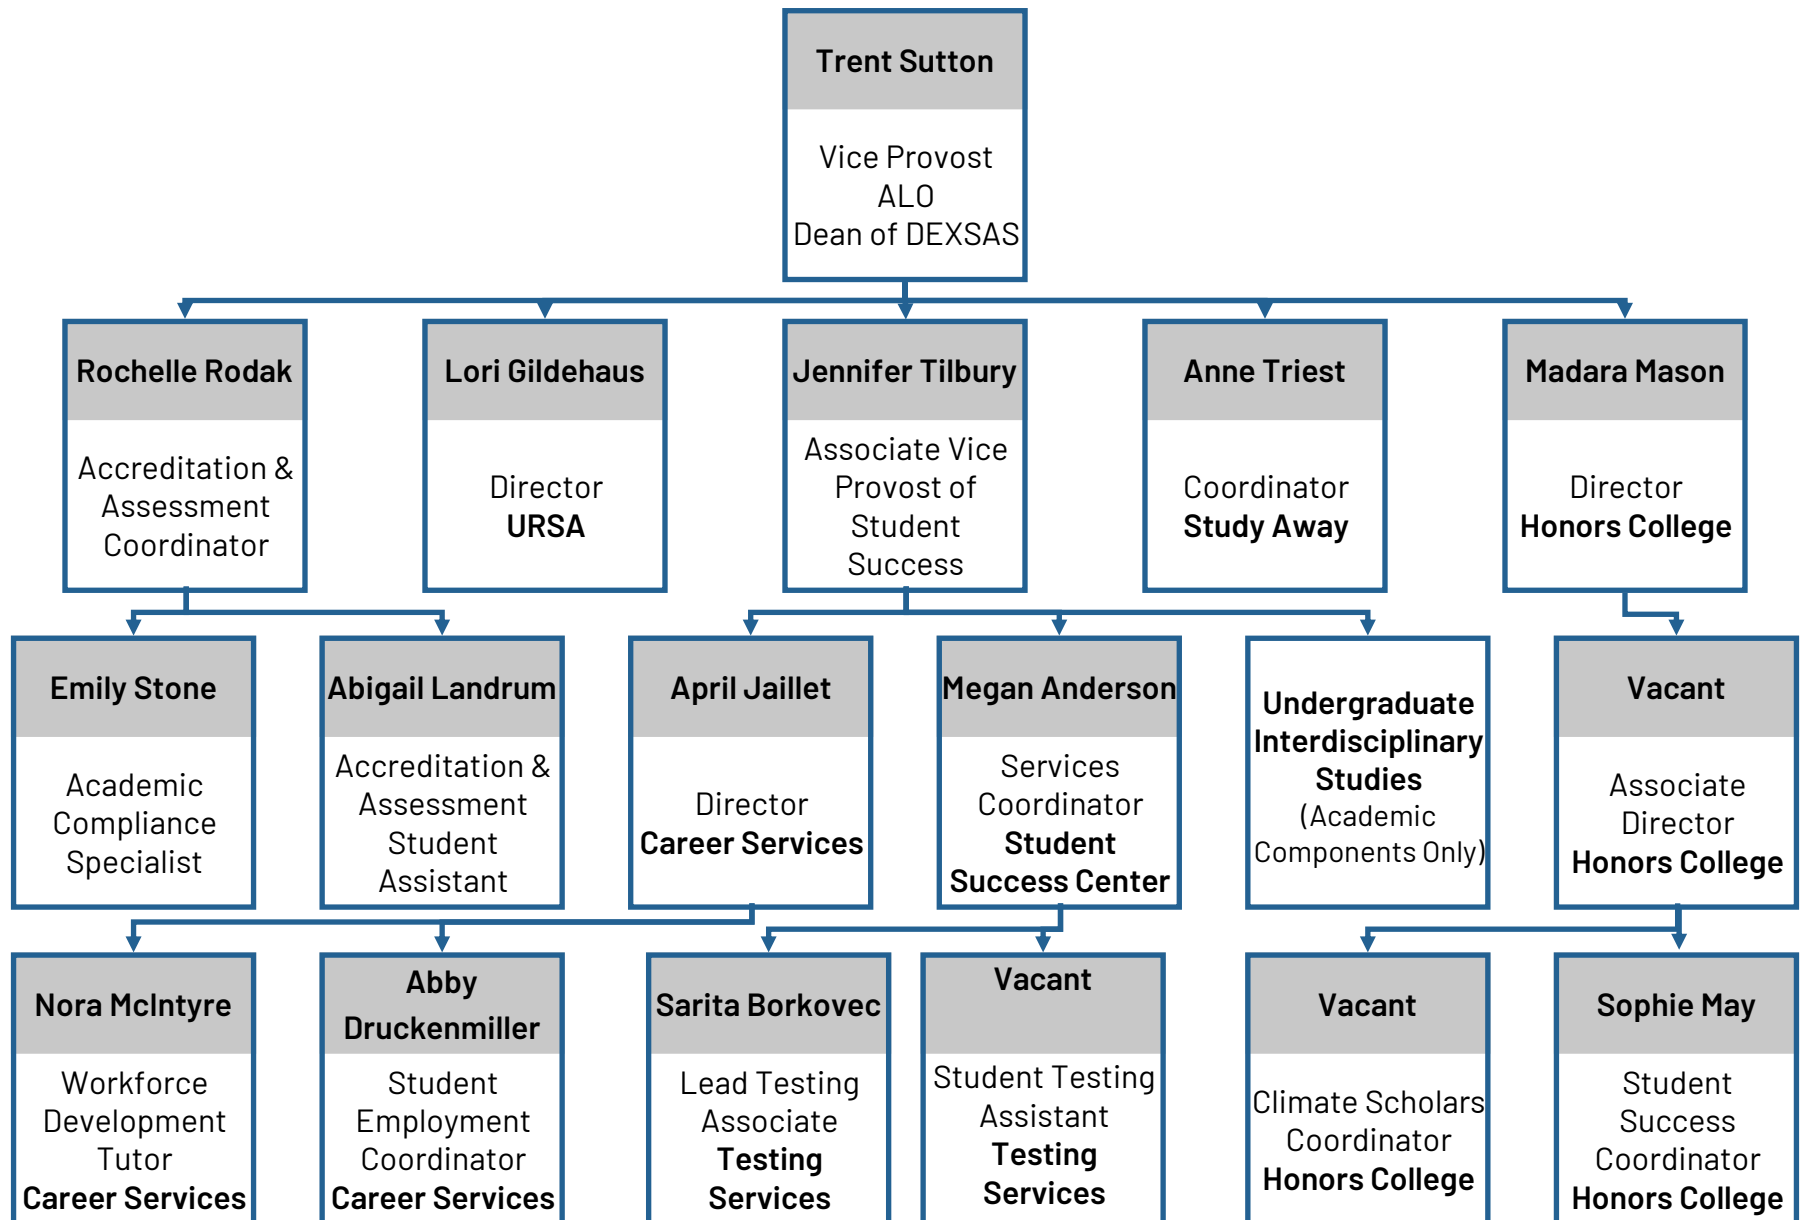 Trent Sutton
Vice Provost
ALO
Dean of DEXSAS
Rochelle Rodak
Accreditation &
Assessment
Coordinator
Lori Gildehaus
Director
URSA
Jennifer Tilbury
Associate Vice
Provost of
Student
Success
Anne Triest
Coordinator
Study Away
Madara Mason
Director
Honors College
Emily Stone
Academic
Compliance
Specialist
Abigail Landrum
Accreditation &
Assessment
Student
Assistant
April Jaillet
Director
Career Services
Megan Anderson
Services
Coordinator
Student
Success Center
Undergraduate
Interdisciplinary
Studies
(Academic
Components Only)
Vacant
Associate
Director
Honors College
Nora McIntyre
Workforce
Development
Tutor
Career Services
Abby
Druckenmiller
Student
Employment
Coordinator
Career Services
Sarita Borkovec
Lead Testing
Associate
Testing
Services
Vacant
Student Testing
Assistant
Testing
Services
Vacant
Climate Scholars
Coordinator
Honors College
Sophie May
Student
Success
Coordinator
Honors College